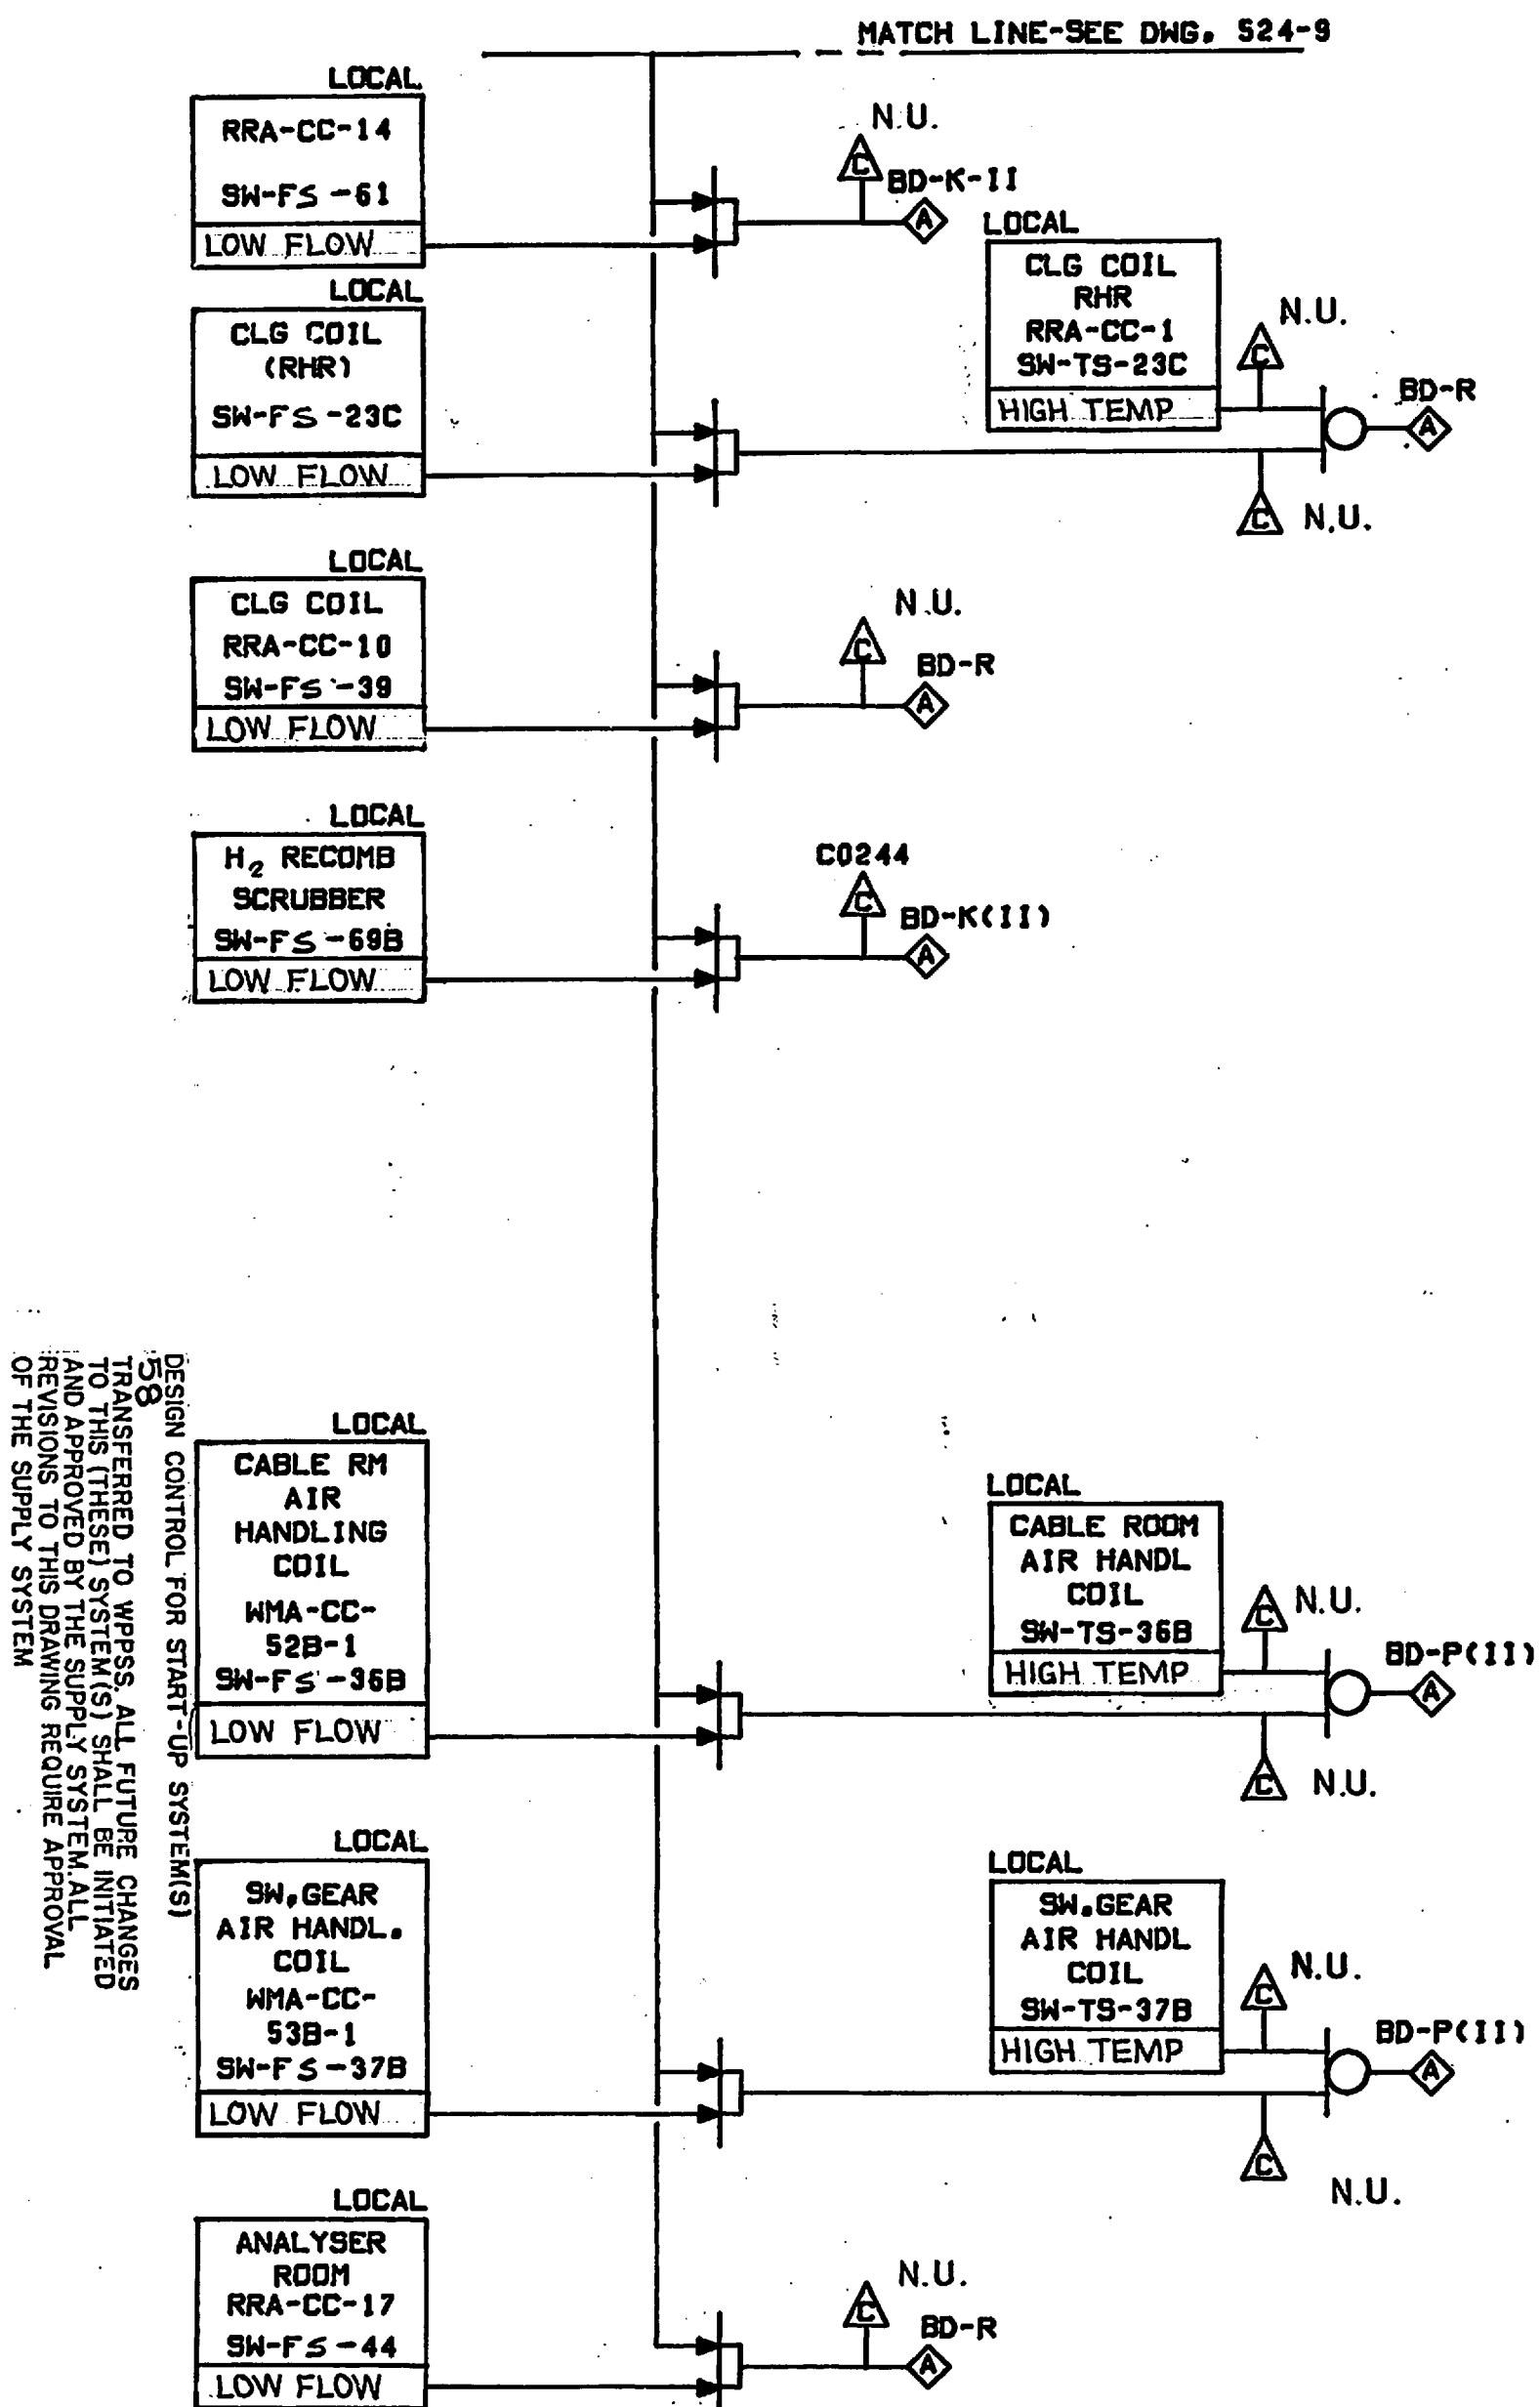 MATCH LINE-SEE DWG. S24-9
LOCAL
RRA-CC-14
SW-FS-61
LOW FLOW
N.U.
C
BD-K-II
A
LOCAL
CLG COIL
(RHR)
SW-FS-23C
LOW FLOW
LOCAL
CLG COIL
RHR
RRA-CC-1
SW-TS-23C
HIGH TEMP
N.U.
C
BD-R
A
C
N.U.
LOCAL
CLG COIL
RRA-CC-10
SW-FS-39
LOW FLOW
N.U.
C
BD-R
A
LOCAL
H₂ RECOMB
SCRUBBER
SW-FS-69B
LOW FLOW
C0244
C
BD-K(II)
A
LOCAL
CABLE RM
AIR
HANDLING
COIL
WMA-CC-
52B-1
SW-FS-36B
LOW FLOW
LOCAL
CABLE ROOM
AIR HANDL
COIL
SW-TS-36B
HIGH TEMP
N.U.
C
BD-P(II)
A
C
N.U.
LOCAL
SW.GEAR
AIR HANDL.
COIL
WMA-CC-
53B-1
SW-FS-37B
LOW FLOW
LOCAL
SW.GEAR
AIR HANDL
COIL
SW-TS-37B
HIGH TEMP
N.U.
C
BD-P(II)
A
C
N.U.
LOCAL
ANALYSER
ROOM
RRA-CC-17
SW-FS-44
LOW FLOW
N.U.
C
BD-R
A
DESIGN CONTROL FOR START-UP SYSTEM(S)
58
TRANSFERRED TO WPPSS. ALL FUTURE CHANGES
TO THIS (THESE) SYSTEM(S) SHALL BE INITIATED
AND APPROVED BY THE SUPPLY SYSTEM. ALL
REVISIONS TO THIS DRAWING REQUIRE APPROVAL
OF THE SUPPLY SYSTEM